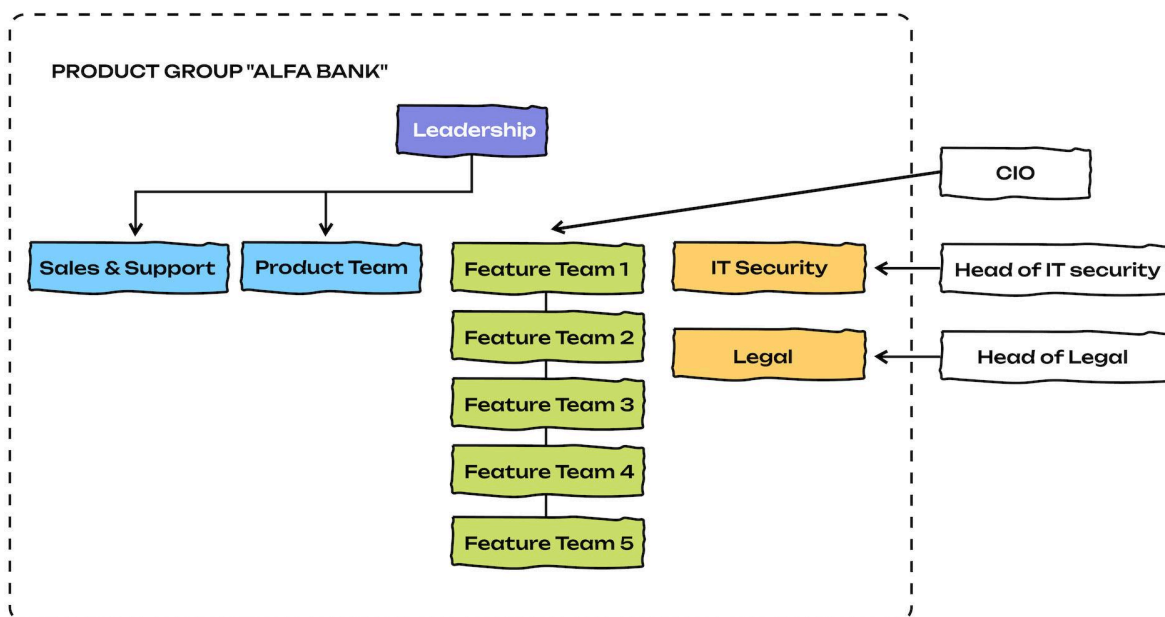 PRODUCT GROUP "ALFA BANK"
Leadership
CIO
Sales & Support
Product Team
Feature Team 1
IT Security
Head of IT security
Feature Team 2
Legal
Head of Legal
Feature Team 3
Feature Team 4
Feature Team 5